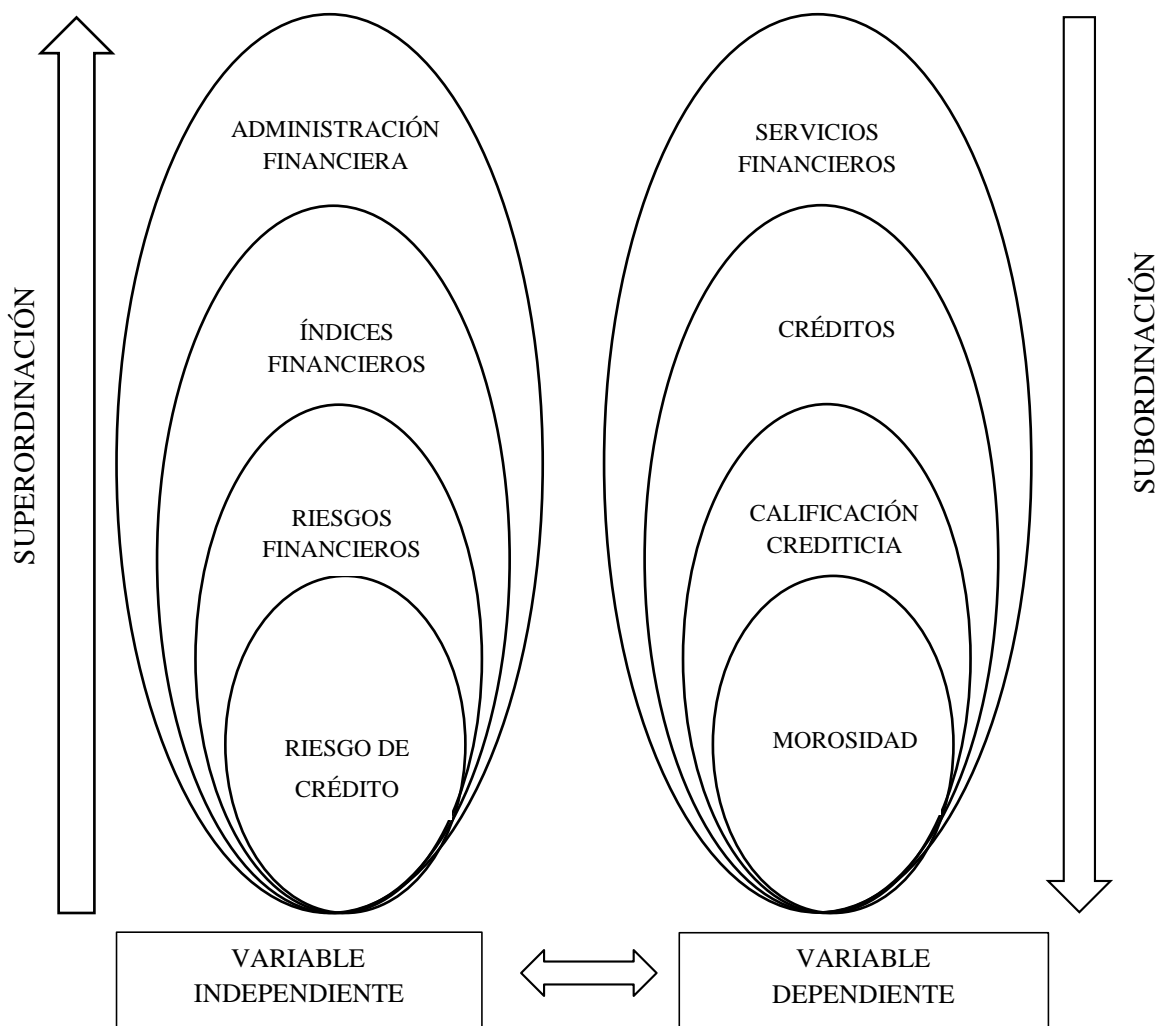 SUPERORDINACIÓN
ADMINISTRACIÓN
FINANCIERA
ÍNDICES
FINANCIEROS
RIESGOS
FINANCIEROS
RIESGO DE
CRÉDITO
VARIABLE
INDEPENDIENTE
SERVICIOS
FINANCIEROS
CRÉDITOS
CALIFICACIÓN
CREDITICIA
MOROSIDAD
VARIABLE
DEPENDIENTE
SUBORDINACIÓN